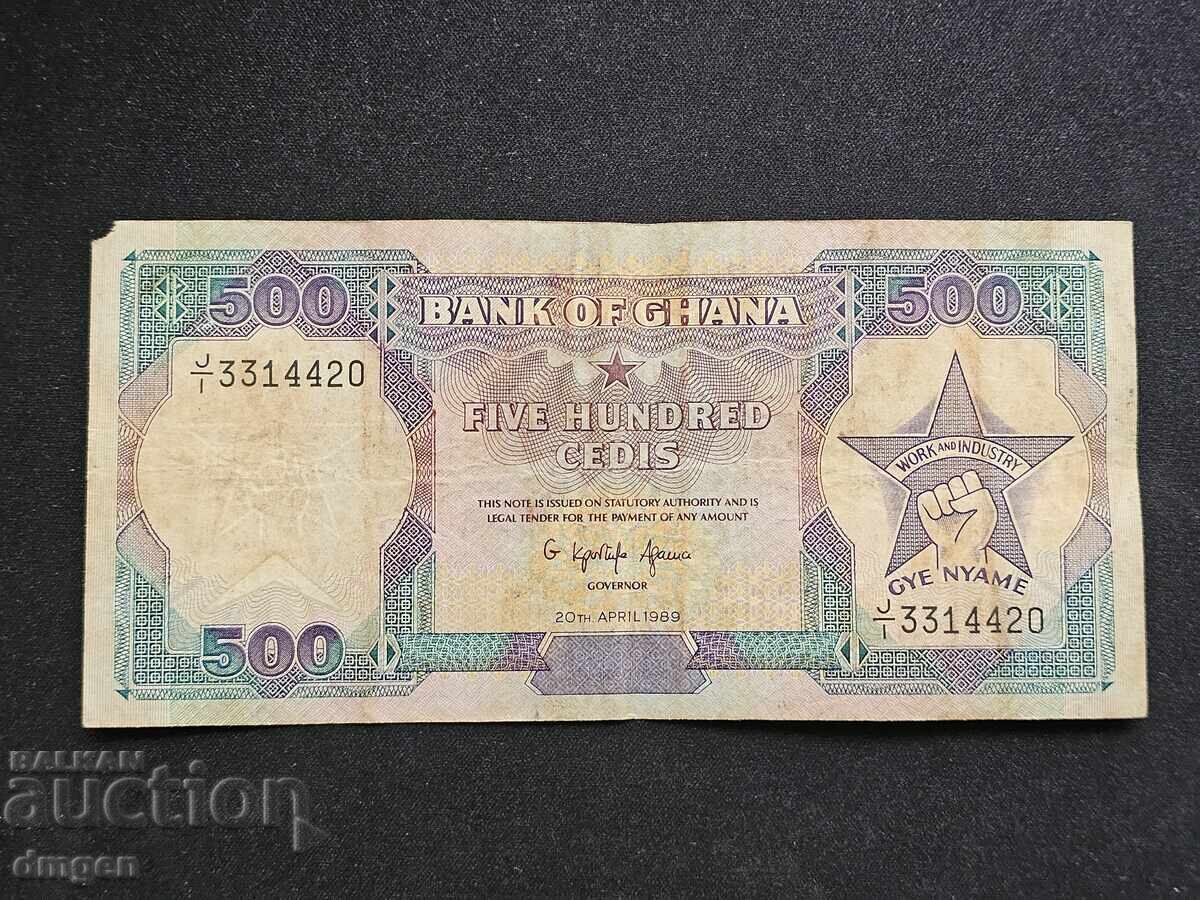 500
500
BANK OF GHANA
J/1 3314420
FIVE HUNDRED
CEDIS
WORK AND INDUSTRY
THIS NOTE IS ISSUED ON STATUTORY AUTHORITY AND IS
LEGAL TENDER FOR THE PAYMENT OF ANY AMOUNT
GOVERNOR
GYE NYAME
20TH. APRIL 1989
J/1 3314420
500
BALKAN
auction
dmgen